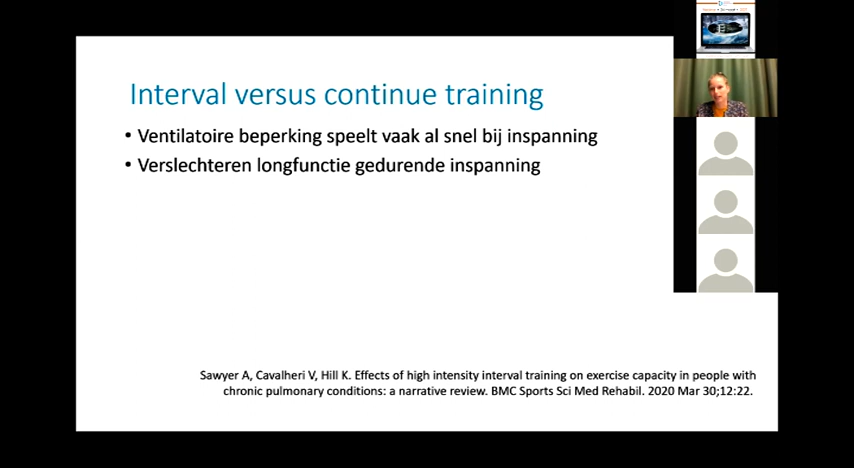 Interval versus continue training
• Ventilatoire beperking speelt vaak al snel bij inspanning
• Verslechteren longfunctie gedurende inspanning
Sawyer A, Cavalheri V, Hill K. Effects of high intensity interval training on exercise capacity in people with
chronic pulmonary conditions: a narrative review. BMC Sports Sci Med Rehabil. 2020 Mar 30;12:22.